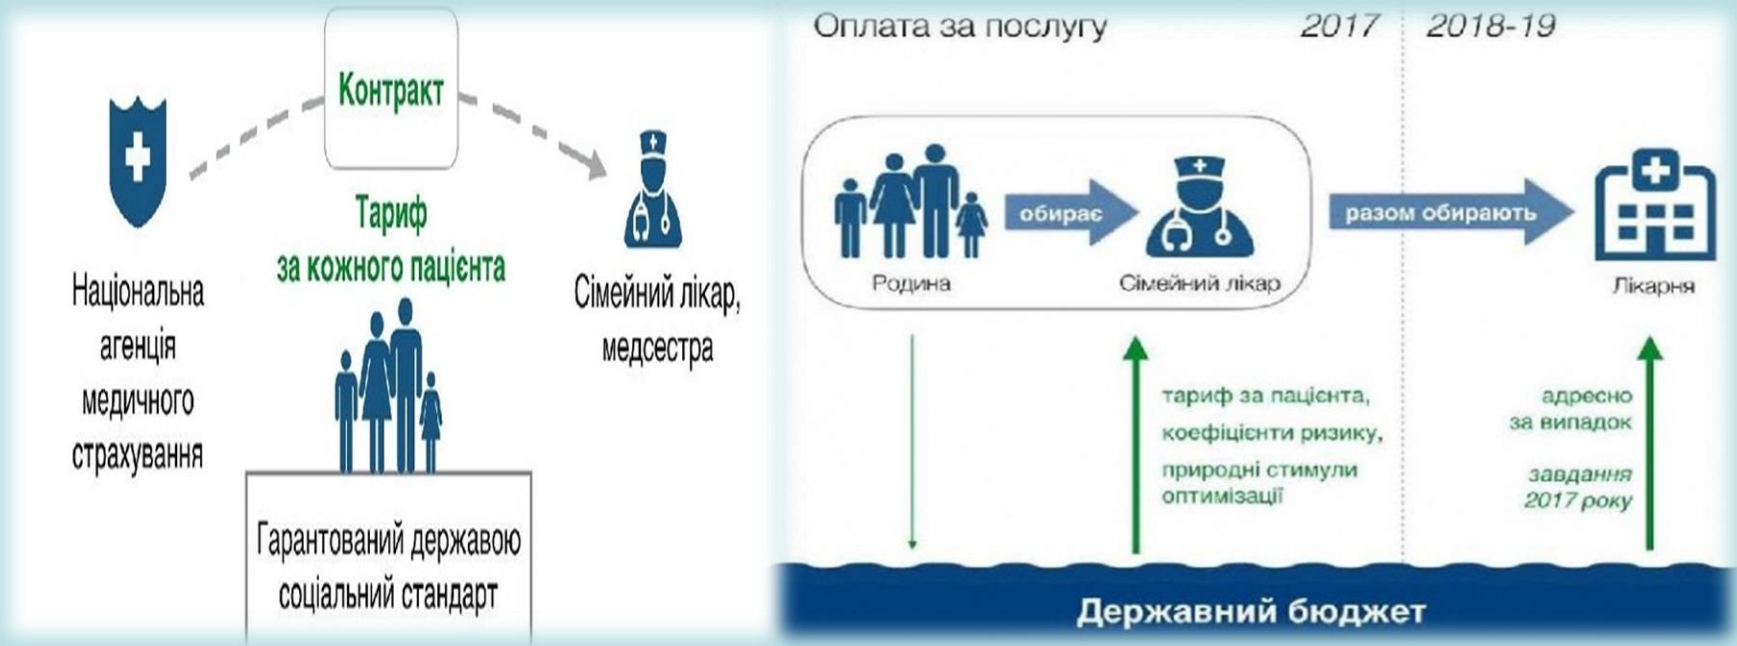 Контракт
Тариф
за кожного пацієнта
Національна
агенція
медичного
страхування
Сімейний лікар,
медсестра
Гарантований державою
соціальний стандарт
Оплата за послугу
2017
2018-19
обирає
разом обирають
Родина
Сімейний лікар
Лікарня
тариф за пацієнта,
коефіцієнти ризику,
природні стимули
оптимізації
адресно
за випадок
завдання
2017 року
Державний бюджет